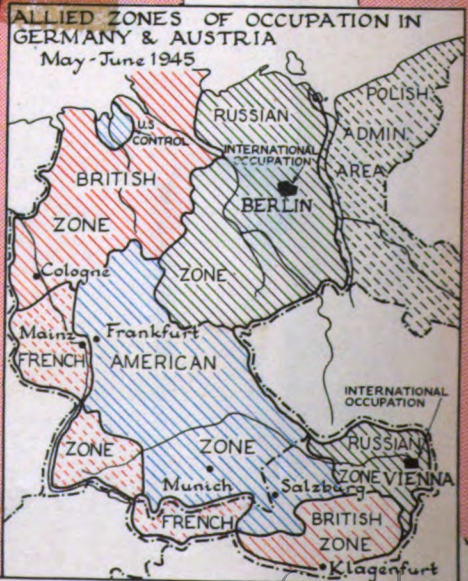 ALLIED ZONES OF OCCUPATION IN
GERMANY & AUSTRIA
May-June 1945
POLISH
ADMIN.
AREA
RUSSIAN
ZONE
U.S
CONTROL
INTERNATIONAL
OCCUPATION
BERLIN
BRITISH
ZONE
Cologne
Mainz
FRENCH
ZONE
Frankfurt
AMERICAN
ZONE
Munich
Salzburg
INTERNATIONAL
OCCUPATION
RUSSIAN
ZONE
VIENNA
FRENCH
BRITISH
ZONE
Klagenfurt